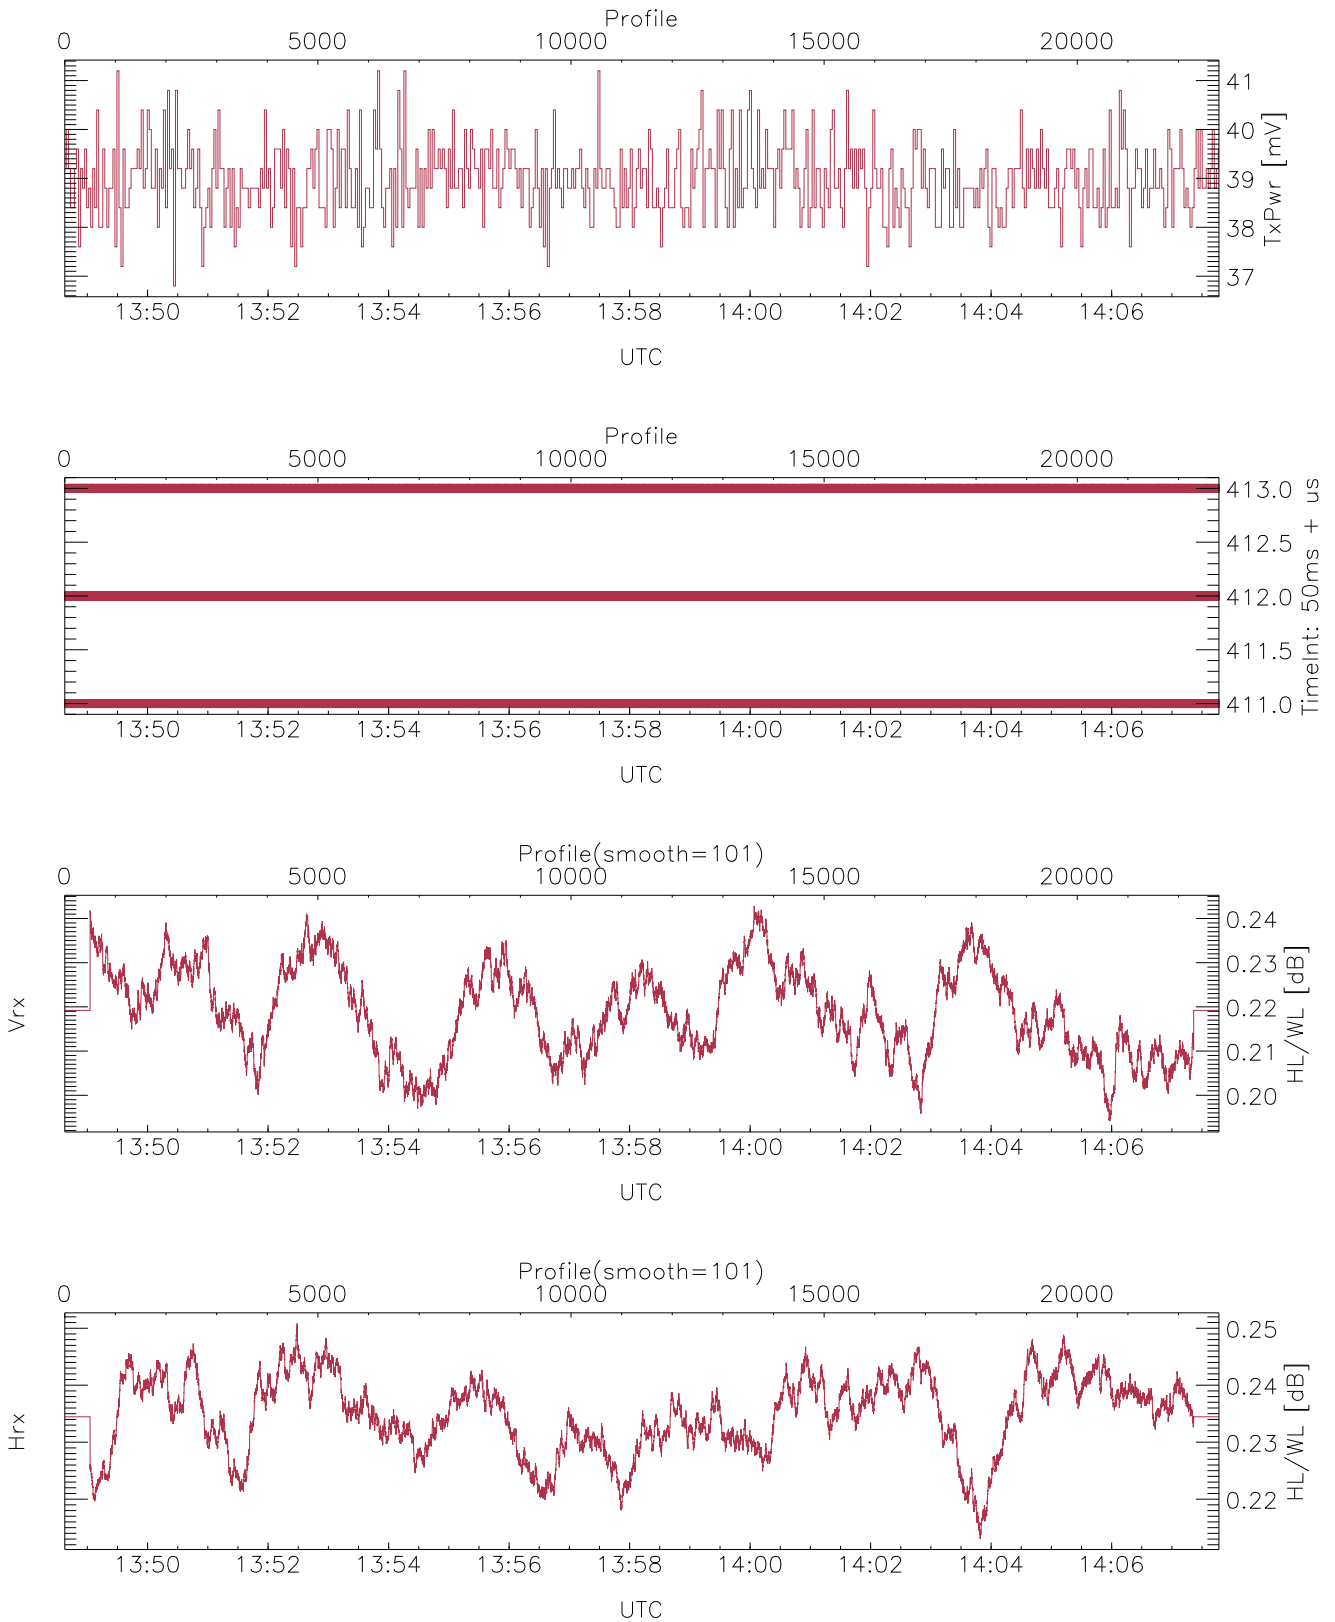 Profile
0 5000 10000 15000 20000
41
40
39
38
37
TxPwr [mV]
13:50 13:52 13:54 13:56 13:58 14:00 14:02 14:04 14:06
UTC
Profile
0 5000 10000 15000 20000
413.0
412.5
412.0
411.5
411.0
TimeInt: 50ms + us
13:50 13:52 13:54 13:56 13:58 14:00 14:02 14:04 14:06
UTC
Profile(smooth=101)
0 5000 10000 15000 20000
Vrx
0.24
0.23
0.22
0.21
0.20
HL/WL [dB]
13:50 13:52 13:54 13:56 13:58 14:00 14:02 14:04 14:06
UTC
Profile(smooth=101)
0 5000 10000 15000 20000
Hrx
0.25
0.24
0.23
0.22
HL/WL [dB]
13:50 13:52 13:54 13:56 13:58 14:00 14:02 14:04 14:06
UTC